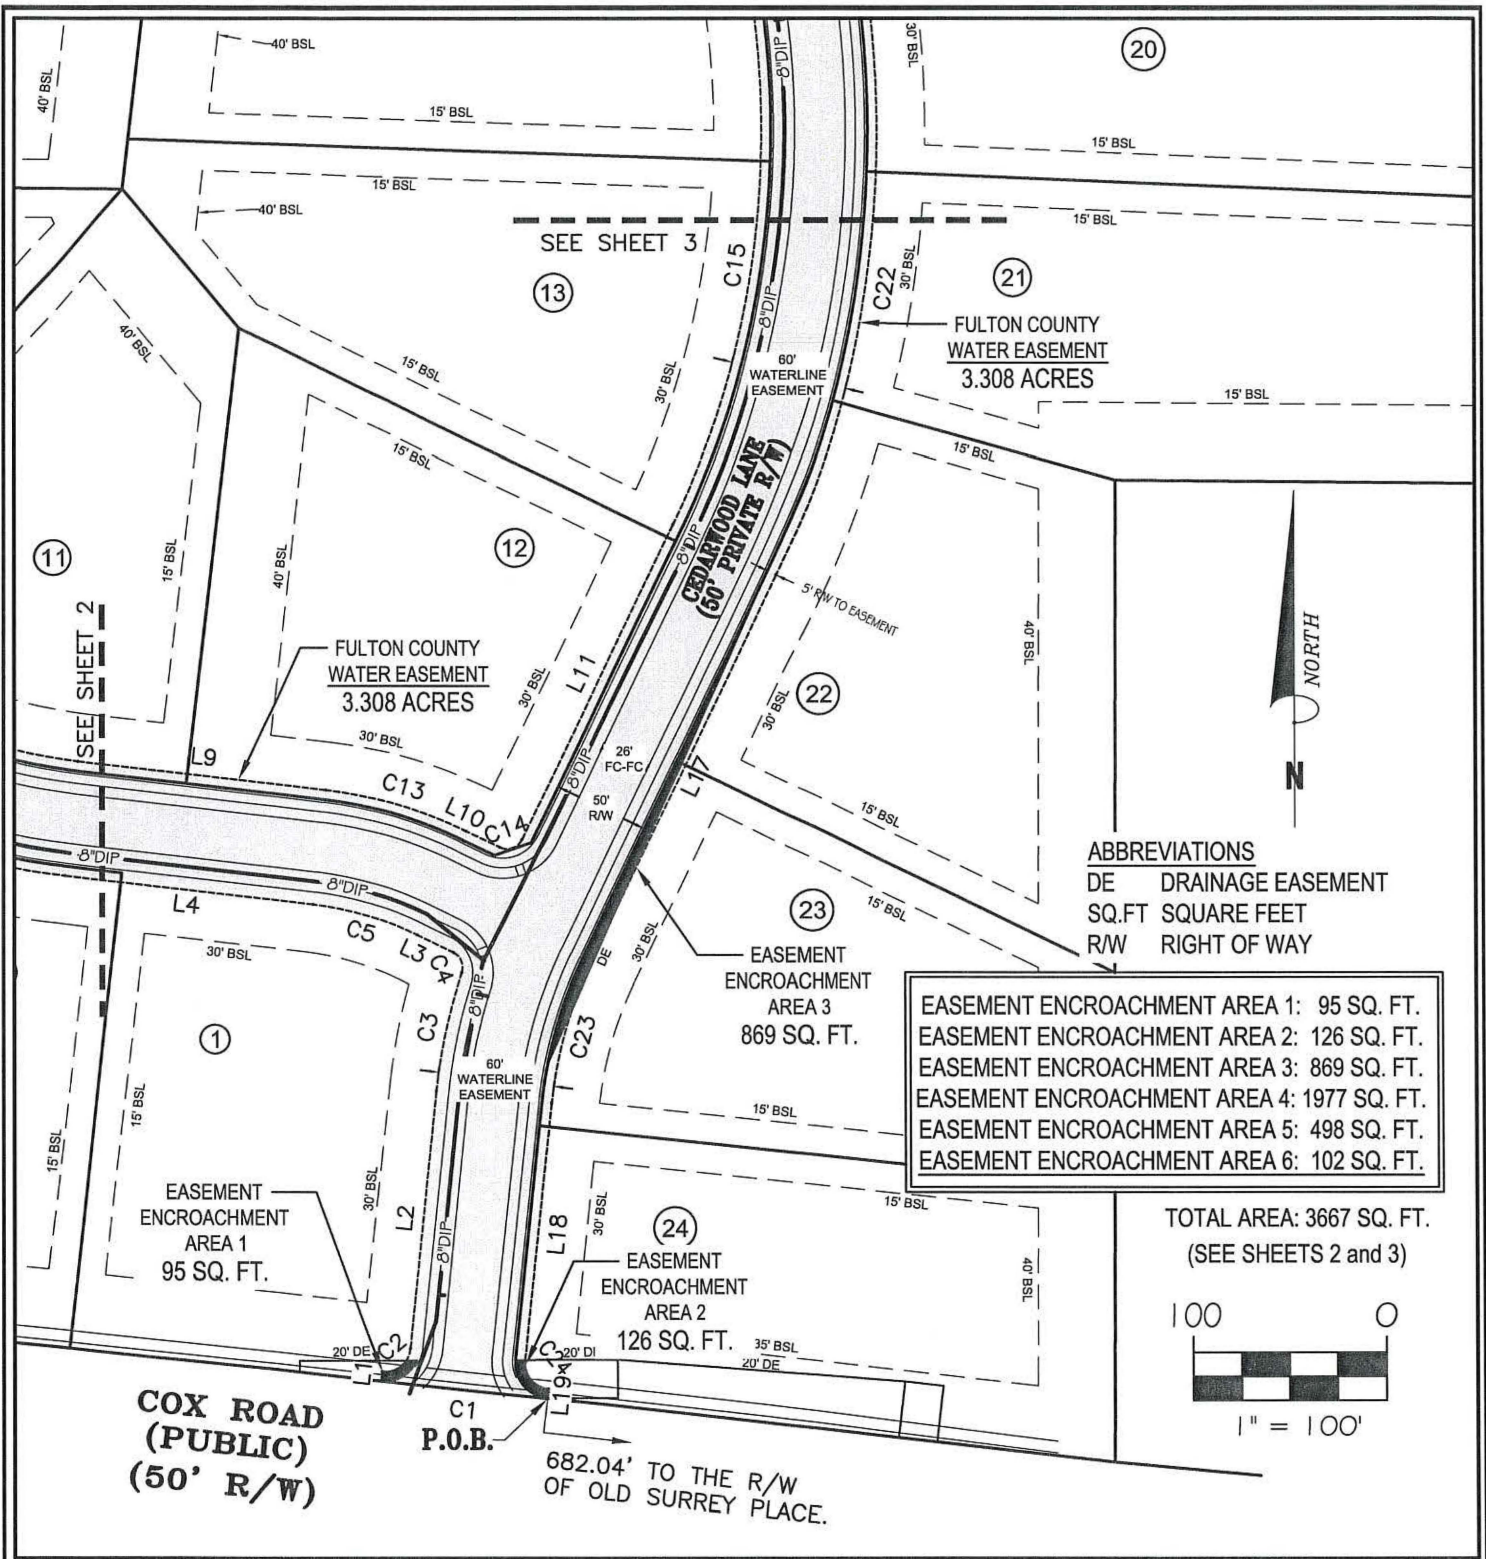 40' BSL
40' BSL
15' BSL
8"DIP
30' BSL
20
15' BSL
15' BSL
40' BSL
SEE SHEET 3
15' BSL
13
C15
C22
30' BSL
21
8"DIP
FULTON COUNTY
WATER EASEMENT
3.308 ACRES
40' BSL
15' BSL
30' BSL
60'
WATERLINE
EASEMENT
15' BSL
CEDARWOOD LANE
(50' PRIVATE R/W)
15' BSL
15' BSL
11
15' BSL
12
40' BSL
8"DIP
5' R/W TO EASEMENT
40' BSL
NORTH
N
SEE SHEET 2
FULTON COUNTY
WATER EASEMENT
3.308 ACRES
L11
30' BSL
30' BSL
22
30' BSL
L9
C13
L10
C14
8"DIP
26'
FC-FC
50'
R/W
L17
15' BSL
8"DIP
8"DIP
L4
C5
L3
C4
30' BSL
23
15' BSL
30' BSL
DE
EASEMENT
ENCROACHMENT
AREA 3
869 SQ. FT.
ABBREVIATIONS
DE DRAINAGE EASEMENT
SQ.FT SQUARE FEET
R/W RIGHT OF WAY
EASEMENT ENCROACHMENT AREA 1: 95 SQ. FT.
EASEMENT ENCROACHMENT AREA 2: 126 SQ. FT.
EASEMENT ENCROACHMENT AREA 3: 869 SQ. FT.
EASEMENT ENCROACHMENT AREA 4: 1977 SQ. FT.
EASEMENT ENCROACHMENT AREA 5: 498 SQ. FT.
EASEMENT ENCROACHMENT AREA 6: 102 SQ. FT.
TOTAL AREA: 3667 SQ. FT.
(SEE SHEETS 2 and 3)
1
C3
8"DIP
C23
60'
WATERLINE
EASEMENT
15' BSL
15' BSL
15' BSL
30' BSL
EASEMENT
ENCROACHMENT
AREA 1
95 SQ. FT.
L2
8"DIP
L18
30' BSL
24
15' BSL
40' BSL
EASEMENT
ENCROACHMENT
AREA 2
126 SQ. FT.
20' DE
L1
C2
20' DI
35' BSL
20' DE
L19
C1
P.O.B.
COX ROAD
(PUBLIC)
(50' R/W)
682.04' TO THE R/W
OF OLD SURREY PLACE.
100 0
1" = 100'